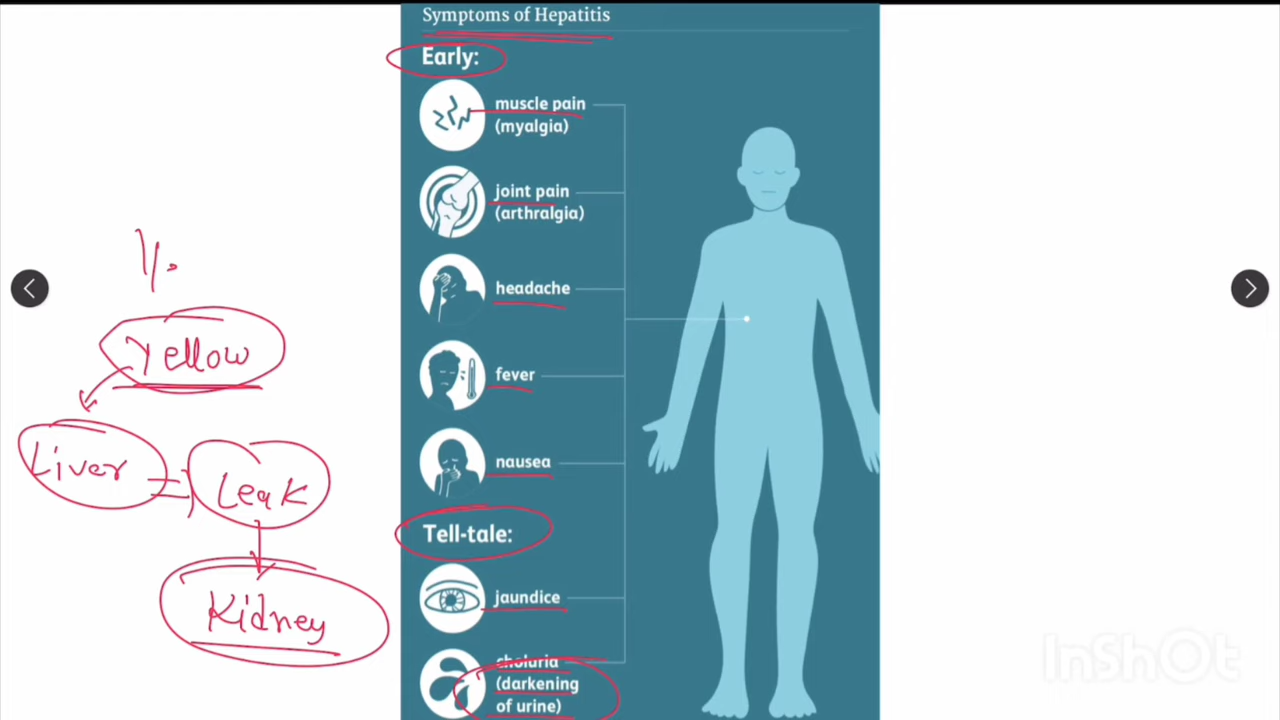 Symptoms of Hepatitis
Early:
muscle pain
(myalgia)
joint pain
(arthralgia)
headache
fever
nausea
Tell-tale:
jaundice
choluria
(darkening
of urine)
Yellow
Liver
Leak
Kidney
InShOt